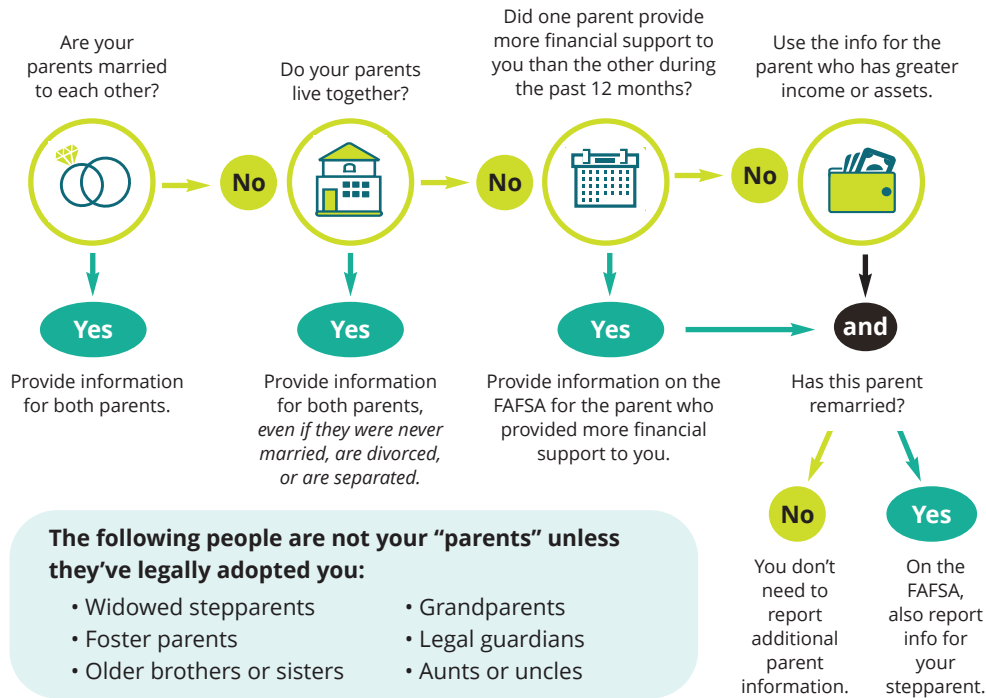 Are your
parents married
to each other?
Do your parents
live together?
Did one parent provide
more financial support to
you than the other during
the past 12 months?
Use the info for the
parent who has greater
income or assets.
No
No
No
Yes
Yes
Yes
and
Provide information
for both parents.
Provide information
for both parents,
even if they were never
married, are divorced,
or are separated.
Provide information on the
FAFSA for the parent who
provided more financial
support to you.
Has this parent
remarried?
No
Yes
You don’t
need to
report
additional
parent
information.
On the
FAFSA,
also report
info for
your
stepparent.
The following people are not your “parents” unless
they’ve legally adopted you:
• Widowed stepparents
• Foster parents
• Older brothers or sisters
• Grandparents
• Legal guardians
• Aunts or uncles